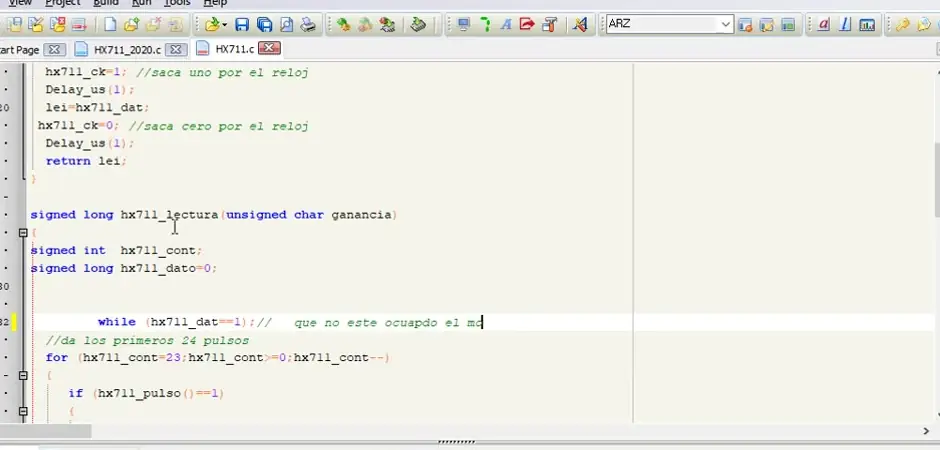 View Project Build Run Tools Help
ARZ
Start Page HX711_2020.c HX711.c
hx711_ck=1; //saca uno por el reloj
Delay_us(1);
20 lei=hx711_dat;
hx711_ck=0; //saca cero por el reloj
Delay_us(1);
return lei;
}
signed long hx711_lectura(unsigned char ganancia)
{
signed int hx711_cont;
signed long hx711_dato=0;
30
32 while (hx711_dat==1);// que no este ocuapdo el mo
//da los primeros 24 pulsos
for (hx711_cont=23;hx711_cont>=0;hx711_cont--)
{
if (hx711_pulso()==1)
{